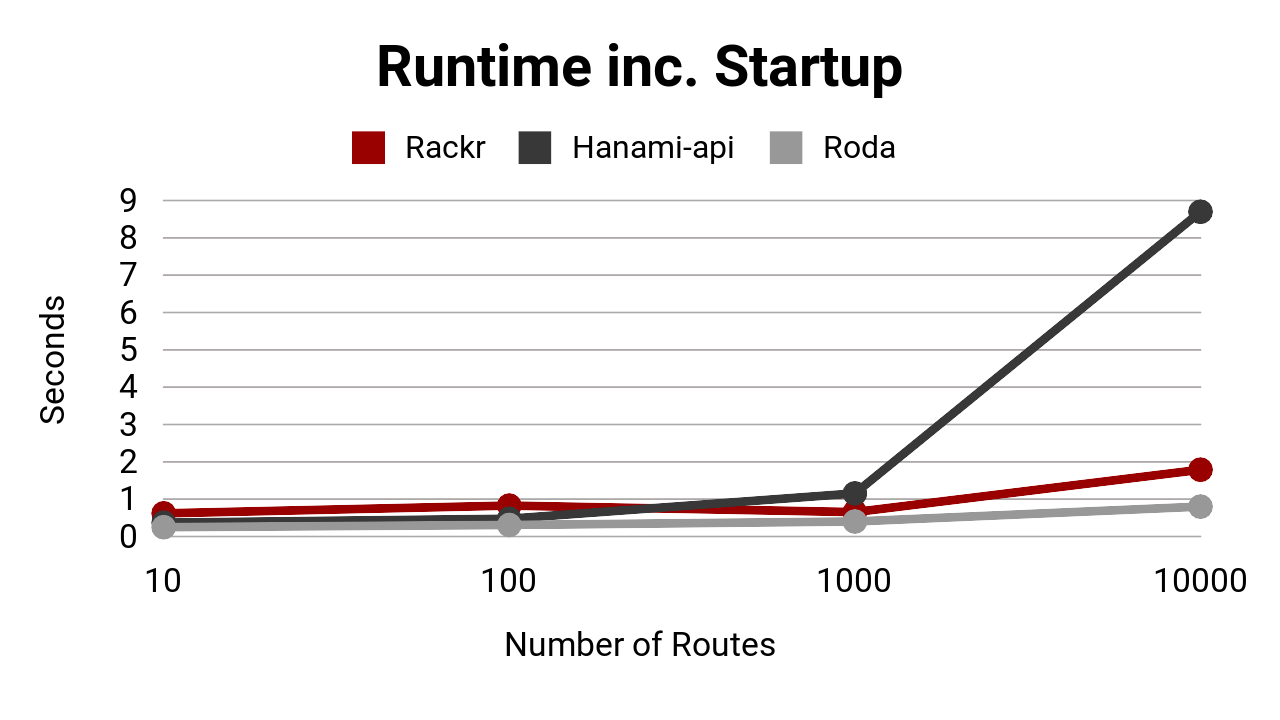 Runtime inc. Startup
Rackr Hanami-api Roda
9
8
7
6
5
4
3
2
1
0
Seconds
10 100 1000 10000
Number of Routes